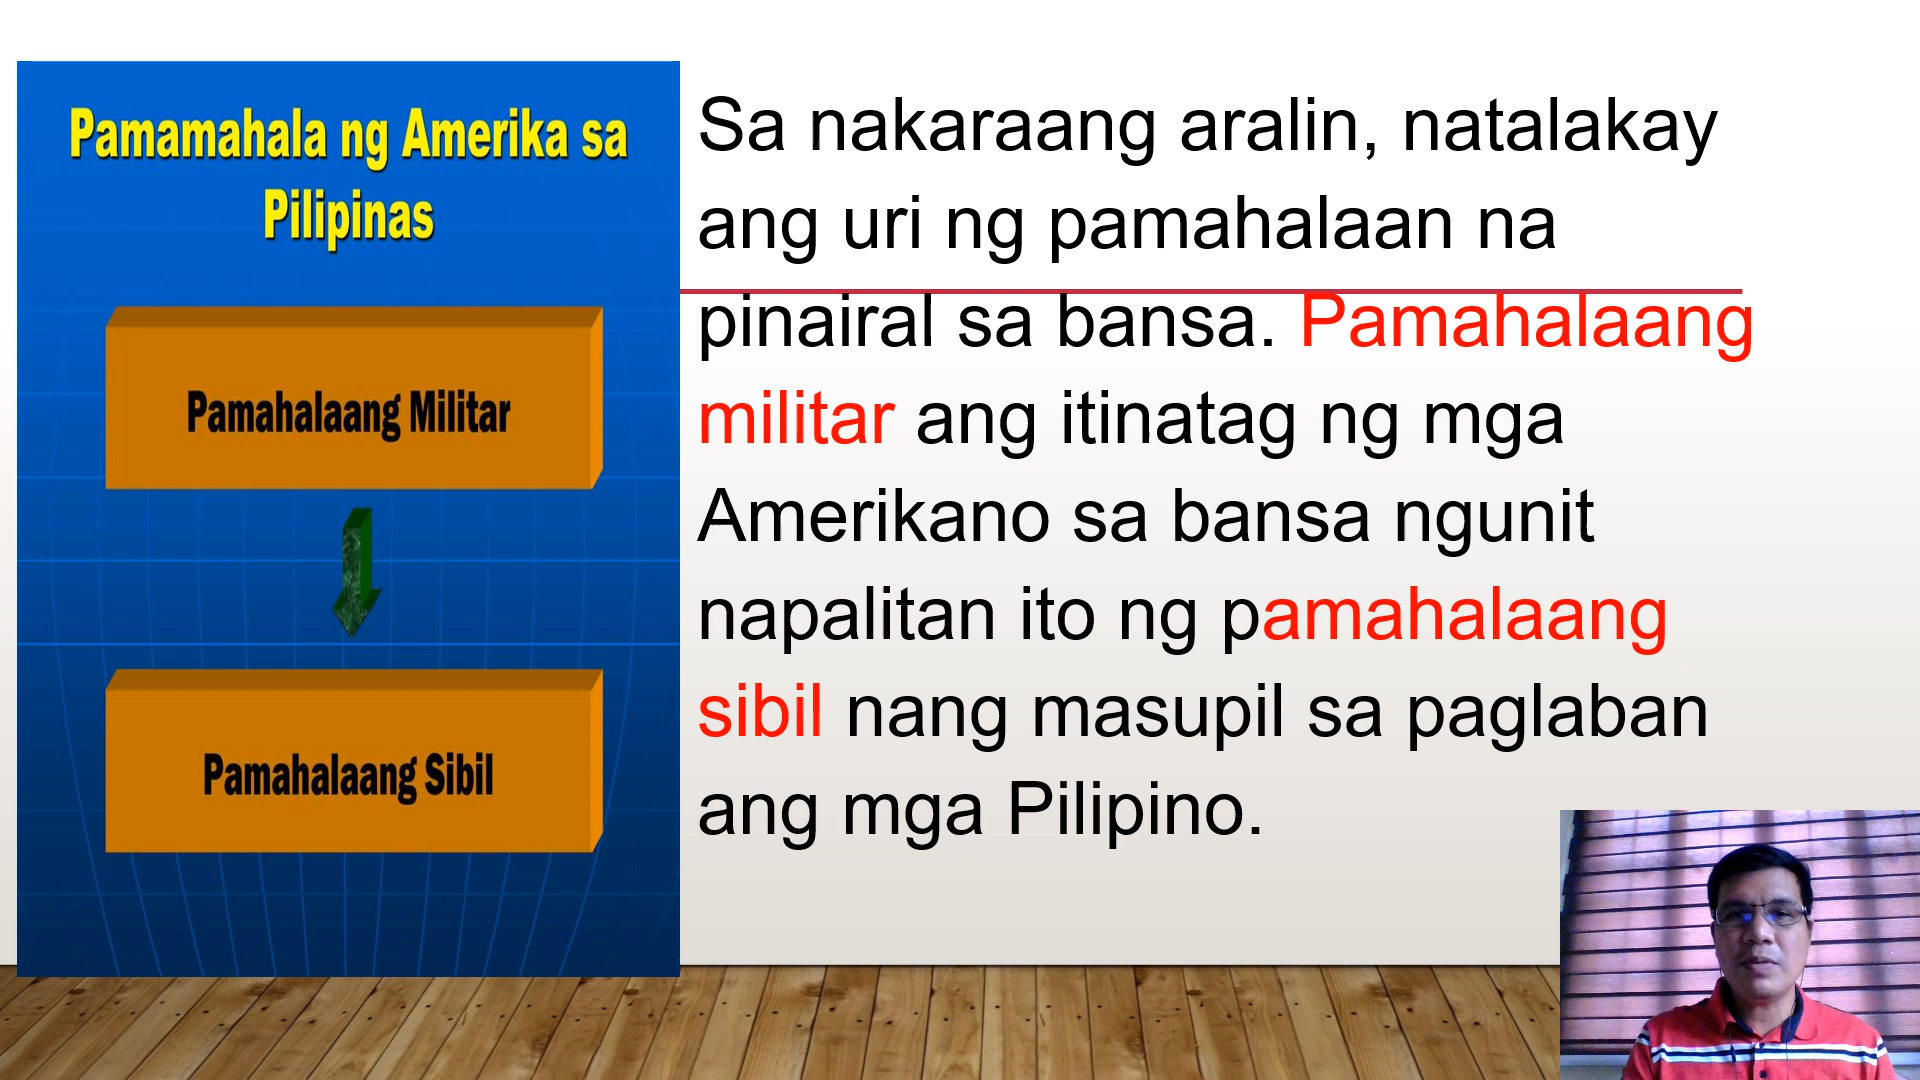 Pamamahala ng Amerika sa
Pilipinas
Pamahalaang Militar
Pamahalaang Sibil
Sa nakaraang aralin, natalakay
ang uri ng pamahalaan na
pinairal sa bansa. Pamahalaang
militar ang itinatag ng mga
Amerikano sa bansa ngunit
napalitan ito ng pamahalaang
sibil nang masupil sa paglaban
ang mga Pilipino.